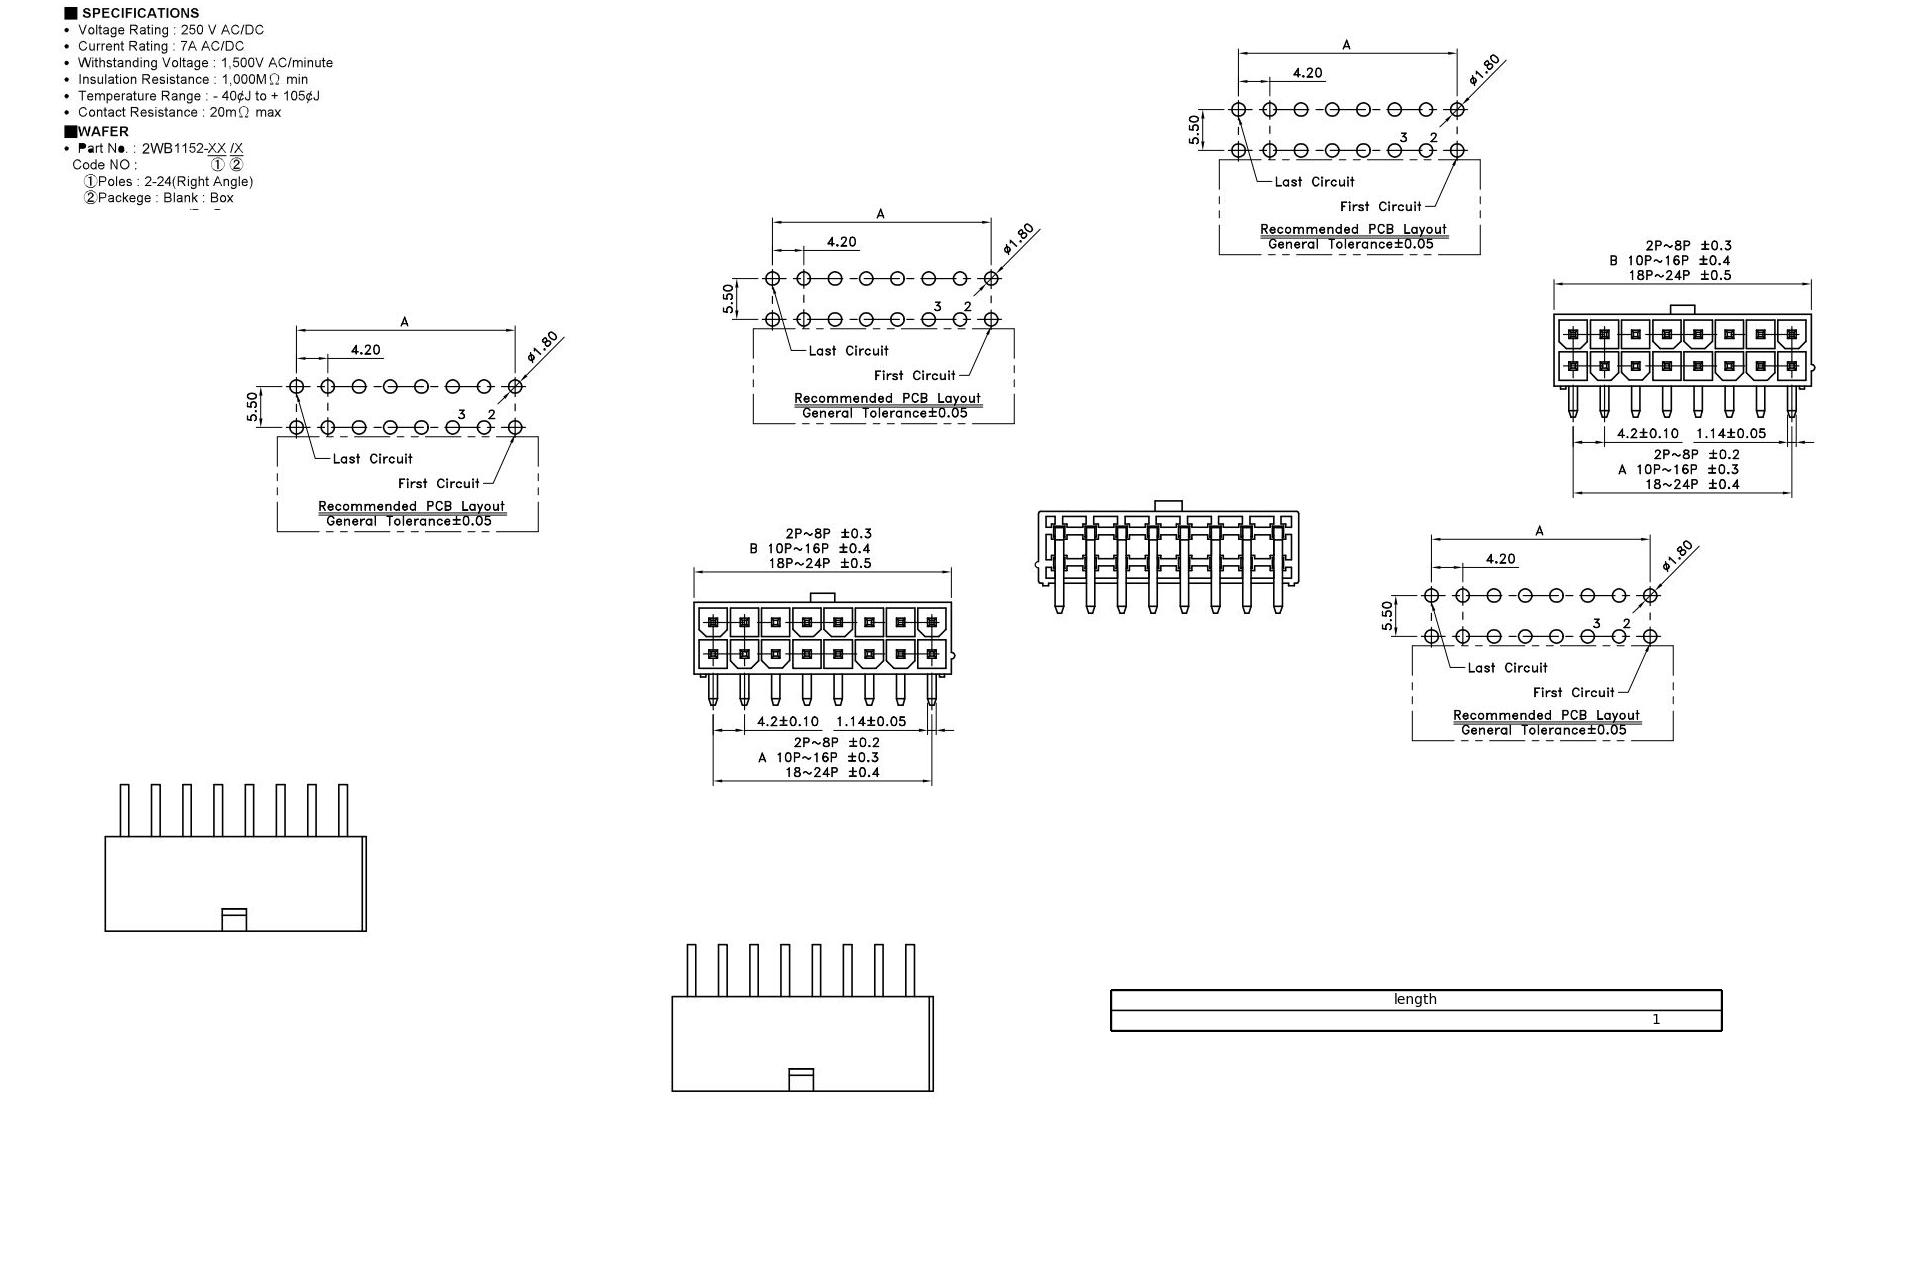 ■ SPECIFICATIONS
• Voltage Rating : 250 V AC/DC
• Current Rating : 7A AC/DC
• Withstanding Voltage : 1,500V AC/minute
• Insulation Resistance : 1,000MΩ min
• Temperature Range : - 40¢J to + 105¢J
• Contact Resistance : 20mΩ max
■WAFER
• Part No. : 2WB1152-XX /X
Code NO : ① ②
①Poles : 2-24(Right Angle)
②Packege : Blank : Box
A
4.20
ø1.80
5.50
3 2
Last Circuit
First Circuit
Recommended PCB Layout
General Tolerance±0.05
A
4.20
ø1.80
5.50
3 2
Last Circuit
First Circuit
Recommended PCB Layout
General Tolerance±0.05
2P~8P ±0.3
B 10P~16P ±0.4
18P~24P ±0.5
4.2±0.10 1.14±0.05
2P~8P ±0.2
A 10P~16P ±0.3
18~24P ±0.4
A
4.20
ø1.80
5.50
3 2
Last Circuit
First Circuit
Recommended PCB Layout
General Tolerance±0.05
2P~8P ±0.3
B 10P~16P ±0.4
18P~24P ±0.5
4.2±0.10 1.14±0.05
2P~8P ±0.2
A 10P~16P ±0.3
18~24P ±0.4
A
4.20
ø1.80
5.50
3 2
Last Circuit
First Circuit
Recommended PCB Layout
General Tolerance±0.05
length
1